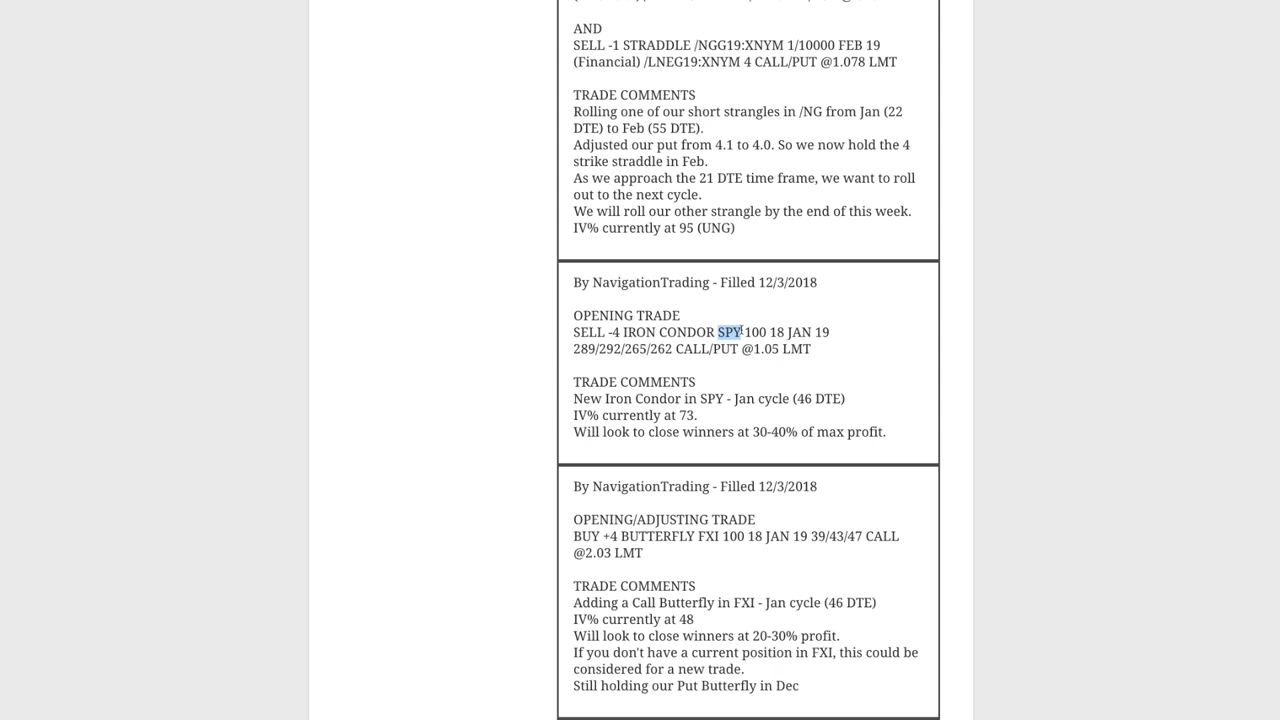 AND
SELL -1 STRADDLE /NGG19:XNYM 1/10000 FEB 19
(Financial) /LNEG19:XNYM 4 CALL/PUT @1.078 LMT
TRADE COMMENTS
Rolling one of our short strangles in /NG from Jan (22
DTE) to Feb (55 DTE).
Adjusted our put from 4.1 to 4.0. So we now hold the 4
strike straddle in Feb.
As we approach the 21 DTE time frame, we want to roll
out to the next cycle.
We will roll our other strangle by the end of this week.
IV% currently at 95 (UNG)
By NavigationTrading - Filled 12/3/2018
OPENING TRADE
SELL -4 IRON CONDOR SPY 100 18 JAN 19
289/292/265/262 CALL/PUT @1.05 LMT
TRADE COMMENTS
New Iron Condor in SPY - Jan cycle (46 DTE)
IV% currently at 73.
Will look to close winners at 30-40% of max profit.
By NavigationTrading - Filled 12/3/2018
OPENING/ADJUSTING TRADE
BUY +4 BUTTERFLY FXI 100 18 JAN 19 39/43/47 CALL
@2.03 LMT
TRADE COMMENTS
Adding a Call Butterfly in FXI - Jan cycle (46 DTE)
IV% currently at 48
Will look to close winners at 20-30% profit.
If you don't have a current position in FXI, this could be
considered for a new trade.
Still holding our Put Butterfly in Dec